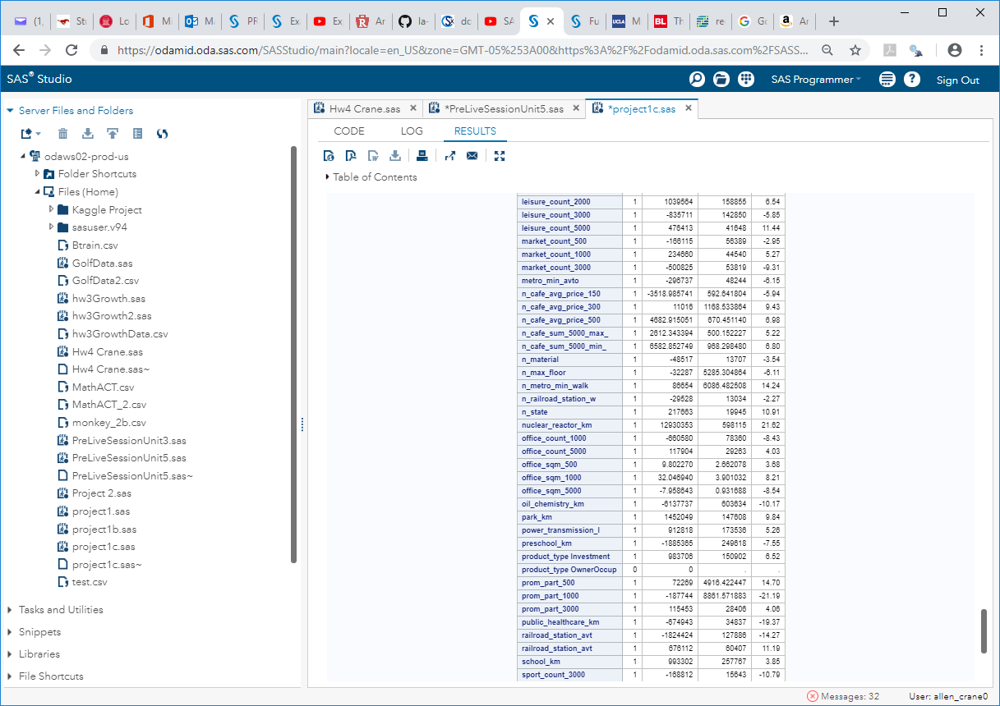 (1,
Stu
Lo
Mi
Ma
PR
Ex
Ex
Ar
la-
dc
SA
Fu
UCLA M
BL Th
re
Go
Ar
https://odamid.oda.sas.com/SASStudio/main?locale=en_US&zone=GMT-05%253A00&https%3A%2F%2Fodamid.oda.sas.com%2FSASS...
SAS® Studio
SAS Programmer
Sign Out
Server Files and Folders
odaws02-prod-us
Folder Shortcuts
Files (Home)
Kaggle Project
sasuser.v94
Btrain.csv
GolfData.sas
GolfData2.csv
hw3Growth.sas
hw3Growth2.sas
hw3GrowthData.csv
Hw4 Crane.sas
Hw4 Crane.sas~
MathACT.csv
MathACT_2.csv
monkey_2b.csv
PreLiveSessionUnit3.sas
PreLiveSessionUnit5.sas
PreLiveSessionUnit5.sas~
Project 2.sas
project1.sas
project1b.sas
project1c.sas
project1c.sas~
test.csv
Tasks and Utilities
Snippets
Libraries
File Shortcuts
Hw4 Crane.sas
*PreLiveSessionUnit5.sas
*project1c.sas
CODE LOG RESULTS
Table of Contents
leisure_count_2000 1 1039564 158855 6.54
leisure_count_3000 1 -835711 142850 -5.85
leisure_count_5000 1 476413 41648 11.44
market_count_500 1 -166115 56389 -2.95
market_count_1000 1 234660 44540 5.27
market_count_3000 1 -500825 53819 -9.31
metro_min_avto 1 -296737 48244 -6.15
n_cafe_avg_price_150 1 -3518.985741 592.641804 -5.94
n_cafe_avg_price_300 1 11016 1168.533864 9.43
n_cafe_avg_price_500 1 4682.915051 670.451140 6.98
n_cafe_sum_5000_max_ 1 2612.343394 500.152227 5.22
n_cafe_sum_5000_min_ 1 6582.852749 968.298480 6.80
n_material 1 -48517 13707 -3.54
n_max_floor 1 -32287 5285.304864 -6.11
n_metro_min_walk 1 86654 6086.482508 14.24
n_railroad_station_w 1 -29528 13034 -2.27
n_state 1 217663 19945 10.91
nuclear_reactor_km 1 12930353 598115 21.62
office_count_1000 1 -660580 78360 -8.43
office_count_5000 1 117904 29263 4.03
office_sqm_500 1 9.802270 2.662078 3.68
office_sqm_1000 1 32.046940 3.901032 8.21
office_sqm_5000 1 -7.958643 0.931688 -8.54
oil_chemistry_km 1 -6137737 603634 -10.17
park_km 1 1452049 147608 9.84
power_transmission_l 1 912818 173536 5.26
preschool_km 1 -1885365 249618 -7.55
product_type Investment 1 983706 150902 6.52
product_type OwnerOccup 0 0 . .
prom_part_500 1 72269 4916.422447 14.70
prom_part_1000 1 -187744 8861.571883 -21.19
prom_part_3000 1 115453 28406 4.06
public_healthcare_km 1 -674943 34837 -19.37
railroad_station_avt 1 -1824424 127886 -14.27
railroad_station_avt 1 676112 60407 11.19
school_km 1 993302 257767 3.85
sport_count_3000 1 -168812 15643 -10.79
Messages: 32
User: allen_crane0